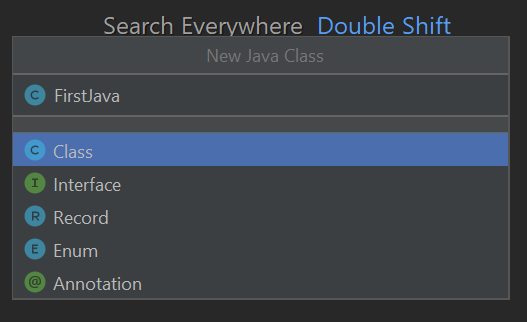 Search Everywhere Double Shift
New Java Class
C FirstJava
C Class
I Interface
R Record
E Enum
@ Annotation